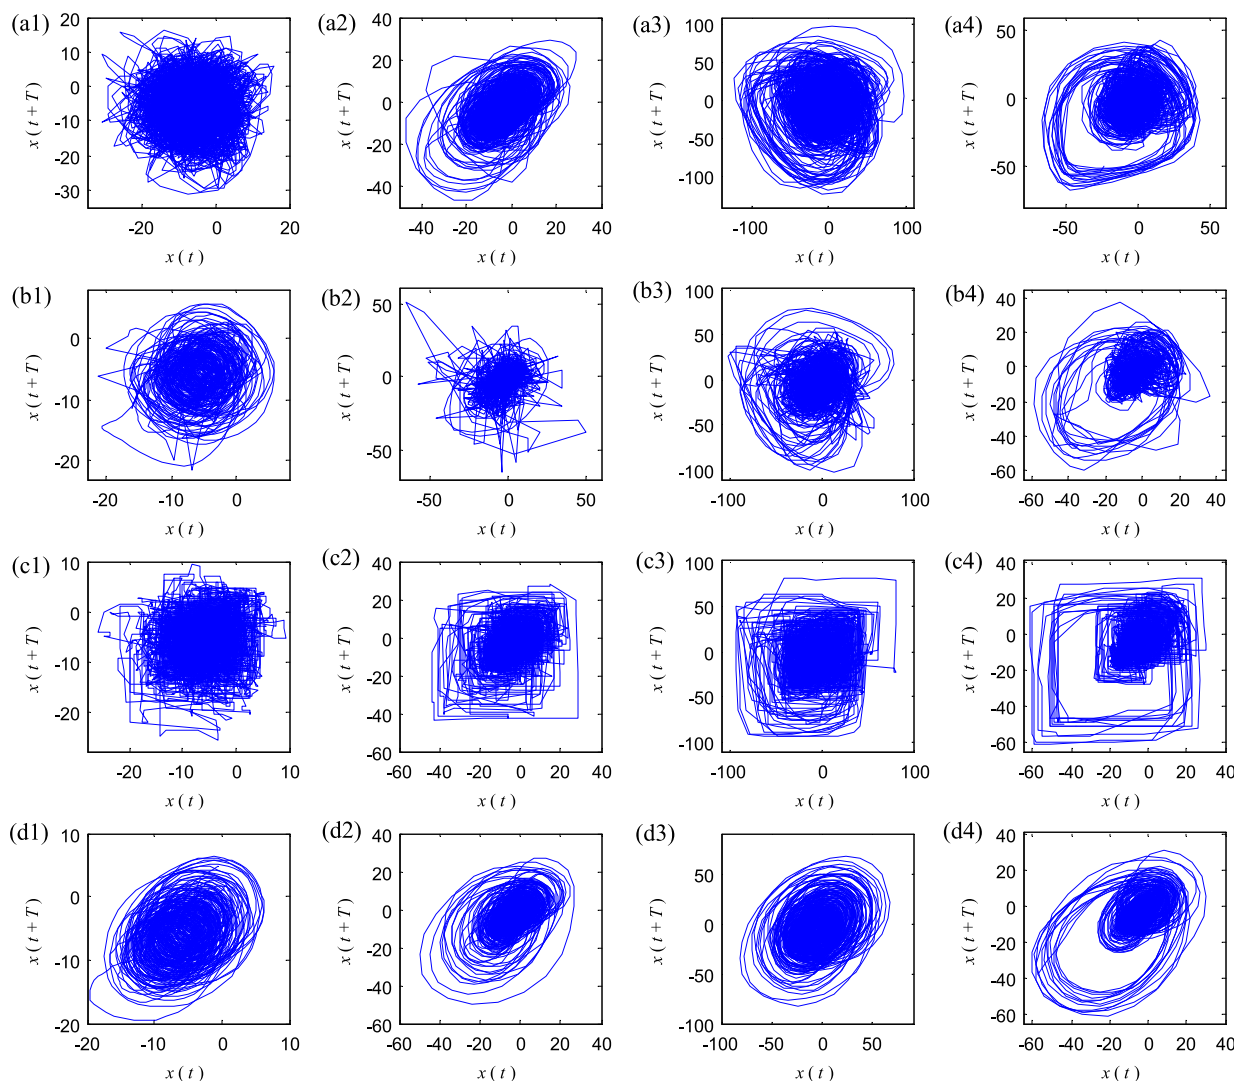 (a1) 20 10 0 -10 -20 -30 x(t+T) -20 0 20 x(t)
(a2) 40 20 0 -20 -40 x(t+T) -40 -20 0 20 40 x(t)
(a3) 100 50 0 -50 -100 x(t+T) -100 0 100 x(t)
(a4) 50 0 -50 x(t+T) -50 0 50 x(t)
(b1) 0 -10 -20 x(t+T) -20 -10 0 x(t)
(b2) 50 0 -50 x(t+T) -50 0 50 x(t)
(b3) 100 50 0 -50 -100 x(t+T) -100 0 100 x(t)
(b4) 40 20 0 -20 -40 -60 x(t+T) -60 -40 -20 0 20 40 x(t)
(c1) 10 0 -10 -20 x(t+T) -20 -10 0 10 x(t)
(c2) 40 20 0 -20 -40 -60 x(t+T) -60 -40 -20 0 20 40 x(t)
(c3) 100 50 0 -50 -100 x(t+T) -100 0 100 x(t)
(c4) 40 20 0 -20 -40 -60 x(t+T) -60 -40 -20 0 20 40 x(t)
(d1) 10 0 -10 -20 x(t+T) -20 -10 0 10 x(t)
(d2) 40 20 0 -20 -40 -60 x(t+T) -60 -40 -20 0 20 40 x(t)
(d3) 50 0 -50 -100 x(t+T) -100 -50 0 50 x(t)
(d4) 40 20 0 -20 -40 -60 x(t+T) -60 -40 -20 0 20 40 x(t)